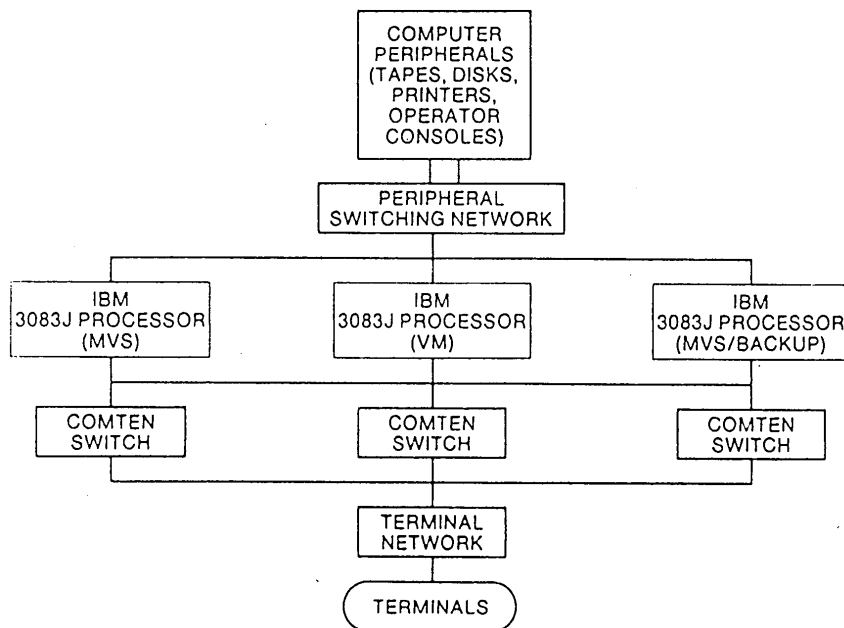 COMPUTER
PERIPHERALS
(TAPES, DISKS,
PRINTERS,
OPERATOR
CONSOLES)
PERIPHERAL
SWITCHING NETWORK
IBM
3083J PROCESSOR
(MVS)
IBM
3083J PROCESSOR
(VM)
IBM
3083J PROCESSOR
(MVS/BACKUP)
COMTEN
SWITCH
COMTEN
SWITCH
COMTEN
SWITCH
TERMINAL
NETWORK
TERMINALS